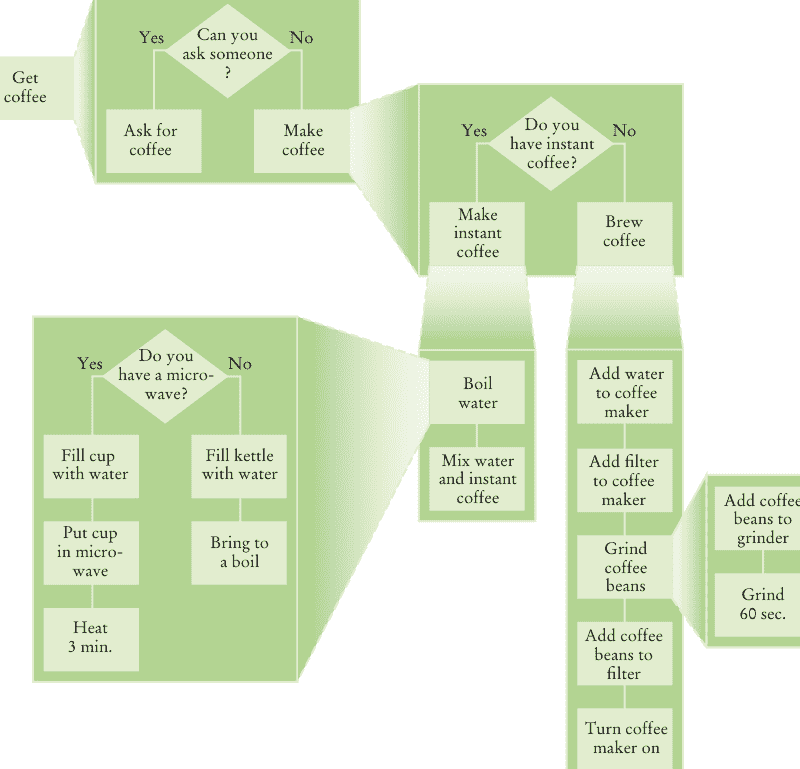 Get
coffee
Yes
Can you
ask someone
?
No
Ask for
coffee
Make
coffee
Yes
Do you
have instant
coffee?
No
Make
instant
coffee
Brew
coffee
Yes
Do you
have a micro-
wave?
No
Fill cup
with water
Fill kettle
with water
Put cup
in micro-
wave
Bring to
a boil
Heat
3 min.
Boil
water
Mix water
and instant
coffee
Add water
to coffee
maker
Add filter
to coffee
maker
Grind
coffee
beans
Add coffee
beans to
filter
Turn coffee
maker on
Add coffee
beans to
grinder
Grind
60 sec.